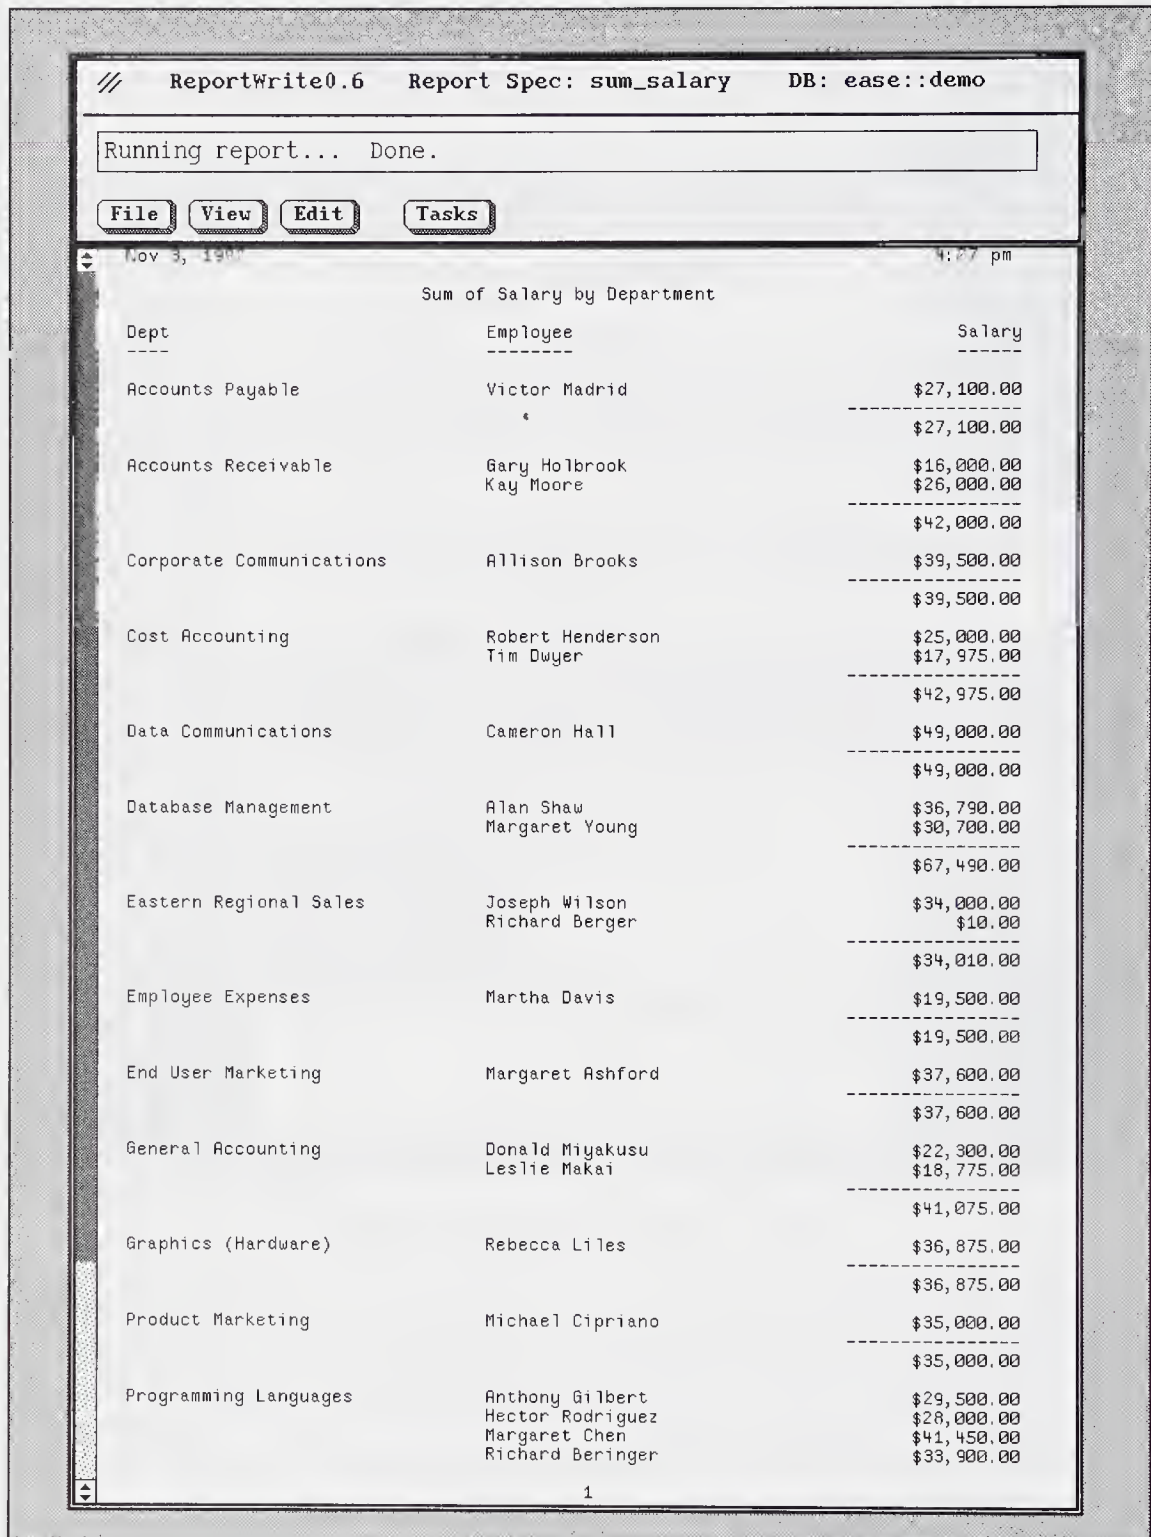 ReportWrite0.6 Report Spec: sum_salary DB: ease::demo
Running report... Done.
File View Edit Tasks
Nov 3, pm
Sum of Salary by Department
Dept Employee Salary
---- -------- ------
Accounts Payable Victor Madrid $27,100.00
----------------
$27,100.00
Accounts Receivable Gary Holbrook $16,000.00
Kay Moore $26,000.00
----------------
$42,000.00
Corporate Communications Allison Brooks $39,500.00
----------------
$39,500.00
Cost Accounting Robert Henderson $25,000.00
Tim Dwyer $17,975.00
----------------
$42,975.00
Data Communications Cameron Hall $49,000.00
----------------
$49,000.00
Database Management Alan Shaw $36,790.00
Margaret Young $30,700.00
----------------
$67,490.00
Eastern Regional Sales Joseph Wilson $34,000.00
Richard Berger $10.00
----------------
$34,010.00
Employee Expenses Martha Davis $19,500.00
----------------
$19,500.00
End User Marketing Margaret Ashford $37,600.00
----------------
$37,600.00
General Accounting Donald Miyakusu $22,300.00
Leslie Makai $18,775.00
----------------
$41,075.00
Graphics (Hardware) Rebecca Liles $36,875.00
----------------
$36,875.00
Product Marketing Michael Cipriano $35,000.00
----------------
$35,000.00
Programming Languages Anthony Gilbert $29,500.00
Hector Rodriguez $28,000.00
Margaret Chen $41,450.00
Richard Beringer $33,900.00
1